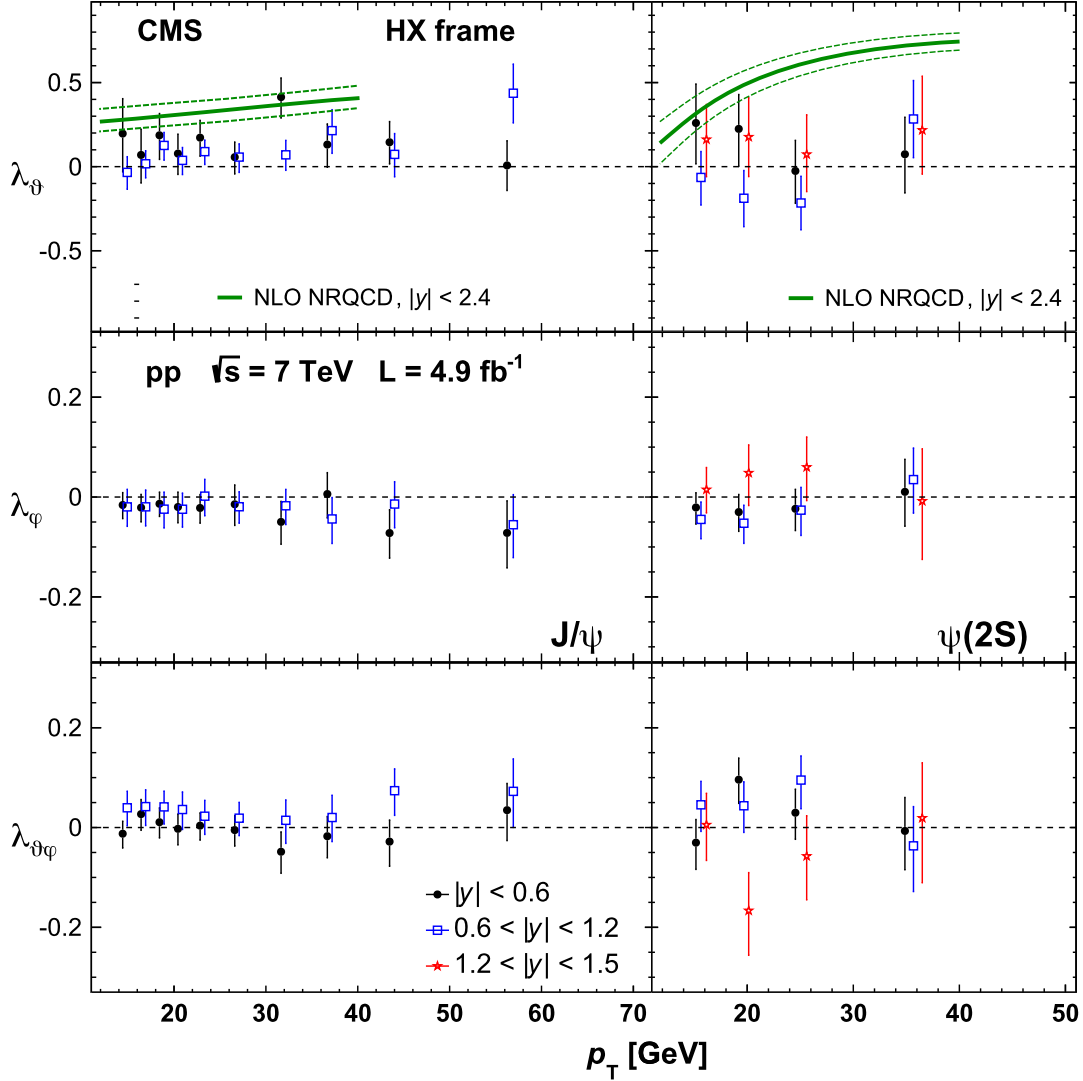 CMS HX frame
0.5
λϑ
0
-0.5
NLO NRQCD, |y| < 2.4
NLO NRQCD, |y| < 2.4
pp √s = 7 TeV L = 4.9 fb-1
0.2
λφ
0
-0.2
J/ψ
ψ(2S)
0.2
λϑφ
0
-0.2
|y| < 0.6
0.6 < |y| < 1.2
1.2 < |y| < 1.5
20 30 40 50 60 70 20 30 40 50
pT [GeV]